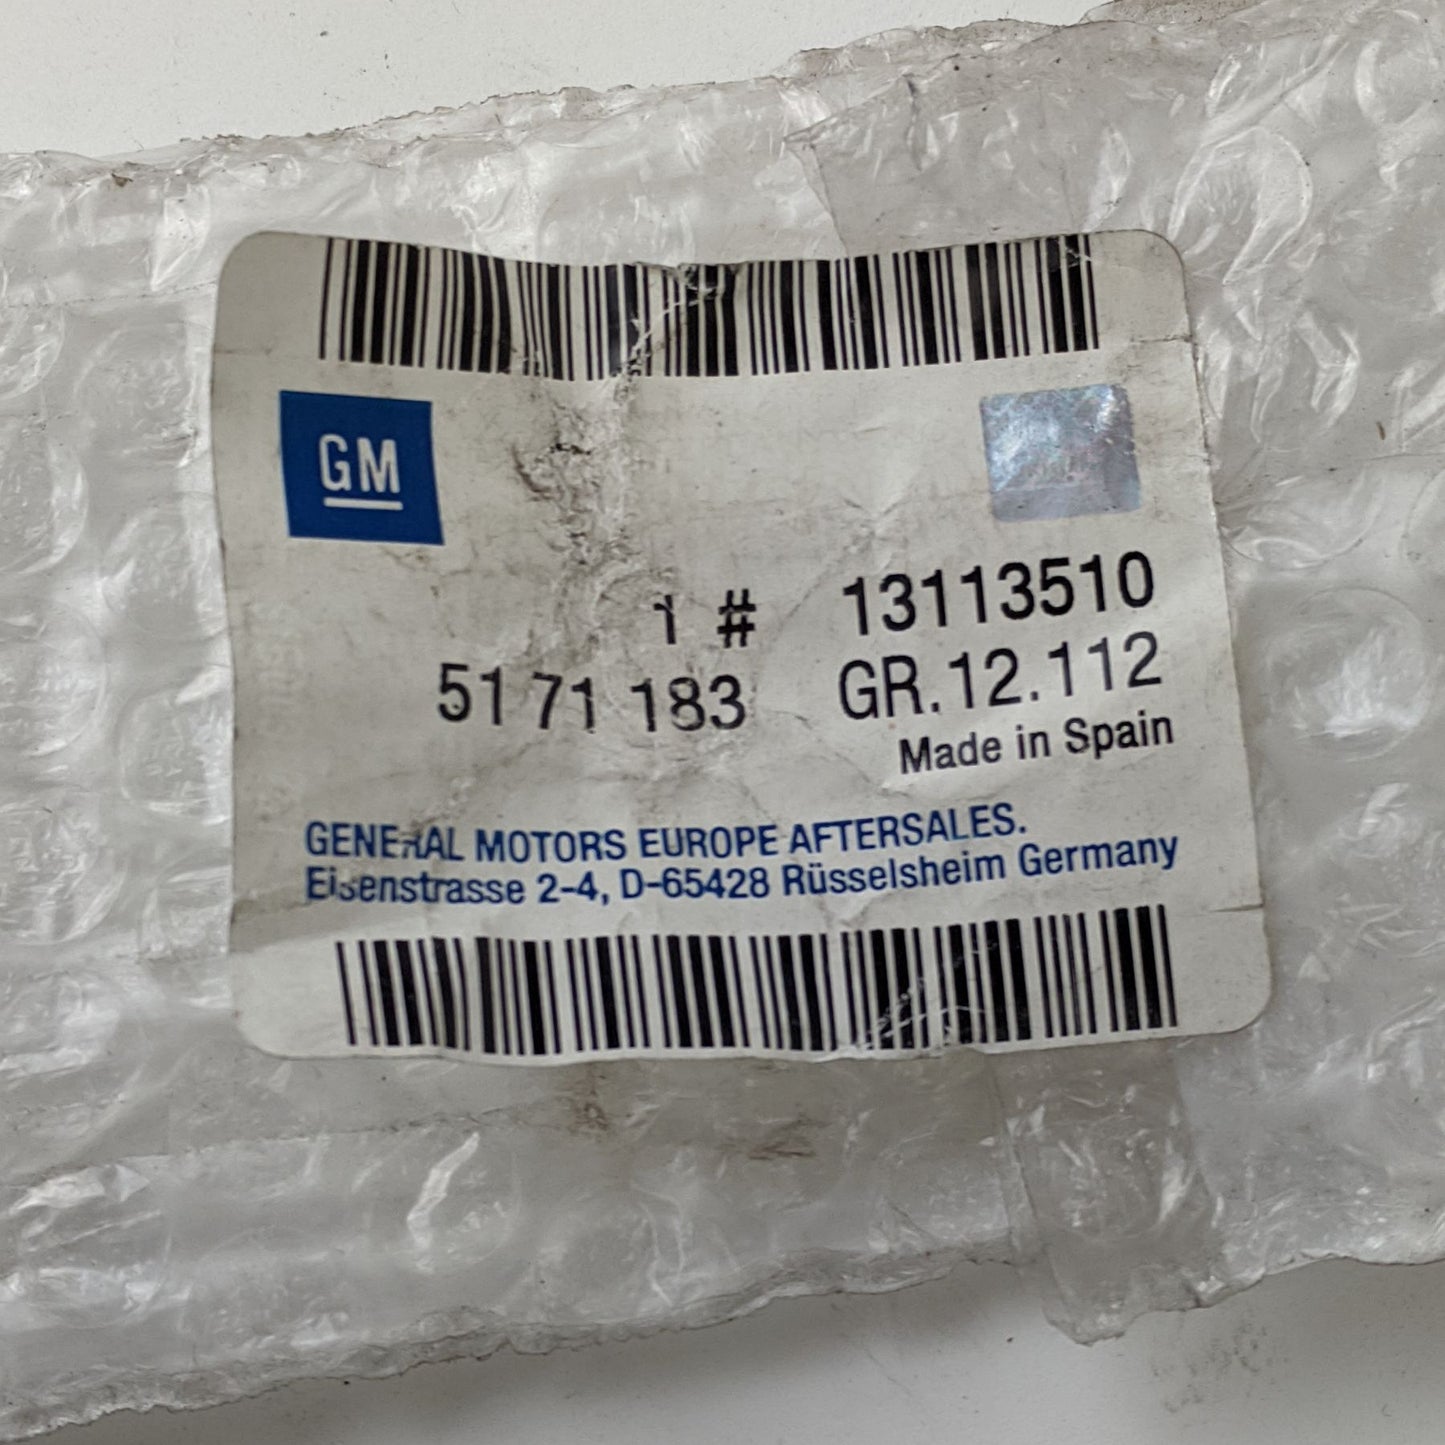 GM
1 # 13113510
51 71 183 GR.12.112
Made in Spain
GENERAL MOTORS EUROPE AFTERSALES.
Eisenstrasse 2-4, D-65428 Rüsselsheim Germany